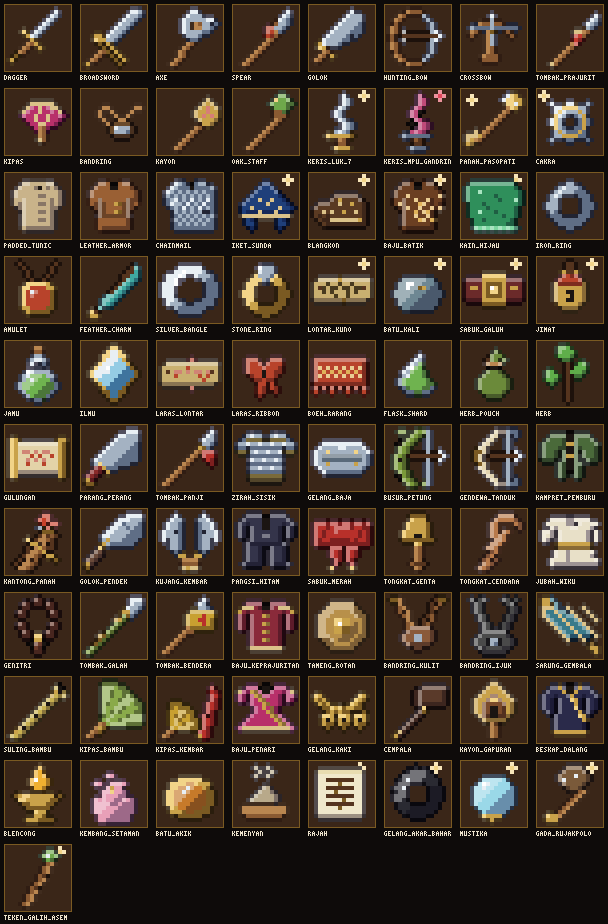 DAGGER BROADSWORD AXE SPEAR GOLOK HUNTING_BOW CROSSBOW TOMBAK_PRAJURIT
KIPAS BANDRING KAYON OAK_STAFF KERIS_LUK_7 KERIS_MPU_GANDRIN PANAH_PASOPATI CAKRA
PADDED_TUNIC LEATHER_ARMOR CHAINMAIL IKET_SUNDA BLANGKON BAJU_BATIK KAIN_HIJAU IRON_RING
AMULET FEATHER_CHARM SILVER_BANGLE STONE_RING LONTAR_KUNO BATU_KALI SABUK_GALUH JIMAT
JAMU ILMU LARAS_LONTAR LARAS_RIBBON BOEH_RARANG FLASK_SHARD HERB_POUCH HERB
GULUNGAN PARANG_PERANG TOMBAK_PANJI ZIRAH_SISIK GELANG_BAJA BUSUR_PETUNG GENDEWA_TANDUK KAMPRET_PEMBURU
KANTONG_PANAH GOLOK_PENDEK KUJANG_KEMBAR PANGSI_HITAM SABUK_MERAH TONGKAT_GENTA TONGKAT_CENDANA JUBAH_WIKU
GENITRI TOMBAK_GALAH TOMBAK_BENDERA BAJU_KEPRAJURITAN TAMENG_ROTAN BANDRING_KULIT BANDRING_IJUK SARUNG_GEMBALA
SULING_BAMBU KIPAS_BAMBU KIPAS_KEMBAR BAJU_PENARI GELANG_KAKI CEMPALA KAYON_GAPURAN BESKAP_DALANG
BLENCONG KEMBANG_SETAMAN BATU_AKIK KEMENYAN RAJAH GELANG_AKAR_BAHAR MUSTIKA GADA_RUJAKPOLO
TEKEN_GALIH_ASEM